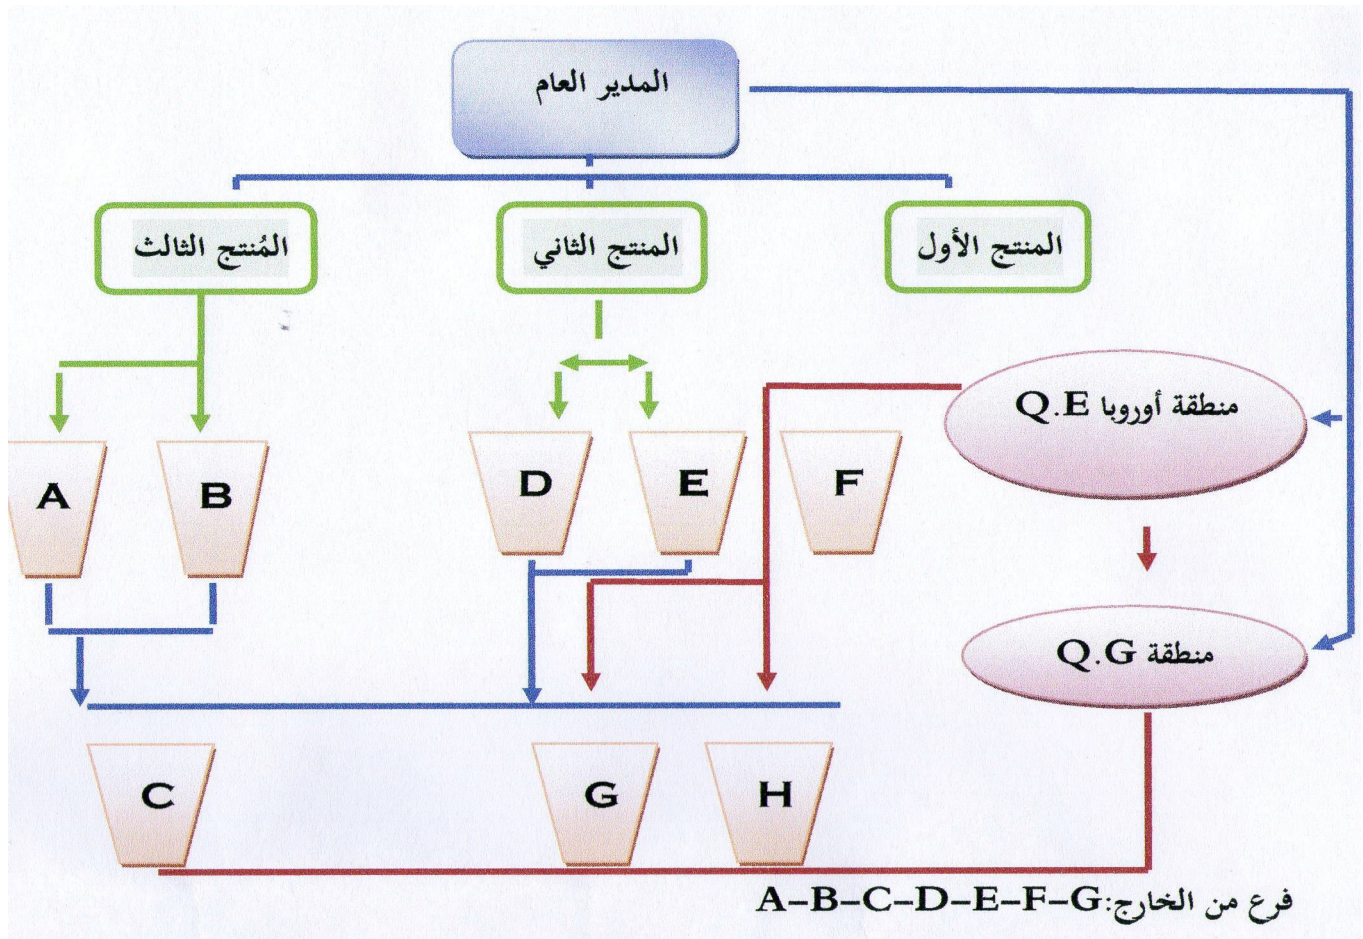 المدير العام
المنتج الأول
المنتج الثاني
المُنتج الثالث
منطقة أوروبا Q.E
A
B
D
E
F
منطقة Q.G
C
G
H
فرع من الخارج:A–B–C–D–E–F–G